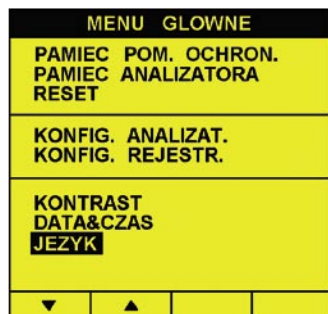 MENU GLOWNE
PAMIEC POM. OCHRON.
PAMIEC ANALIZATORA
RESET
KONFIG. ANALIZAT.
KONFIG. REJESTR.
KONTRAST
DATA&CZAS
JEZYK